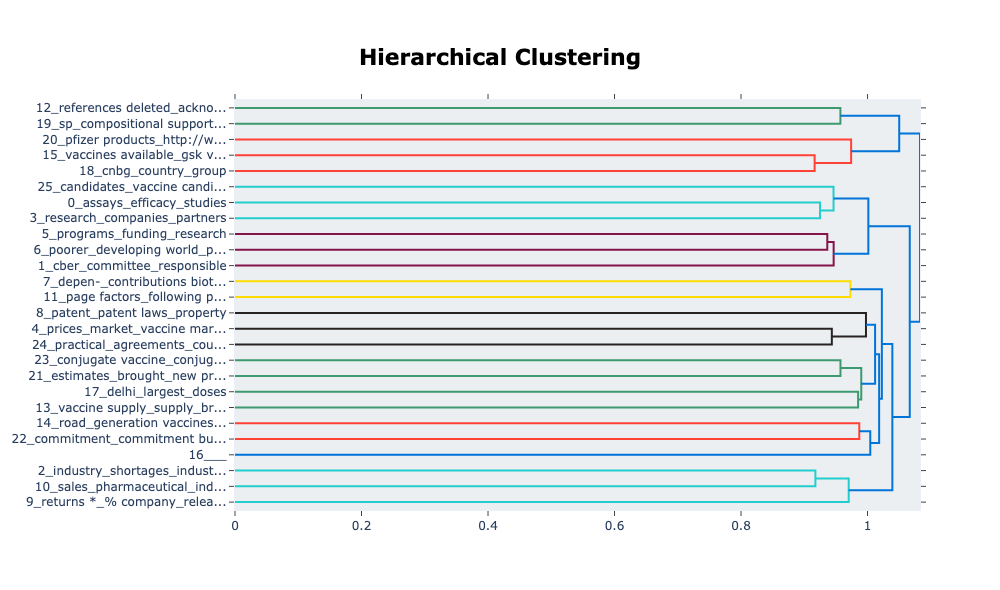 Hierarchical Clustering
12_references deleted_ackno...
19_sp_compositional support...
20_pfizer products_http://w...
15_vaccines available_gsk v...
18_cnbg_country_group
25_candidates_vaccine candi...
0_assays_efficacy_studies
3_research_companies_partners
5_programs_funding_research
6_poorer_developing world_p...
1_cber_committee_responsible
7_depen-_contributions biot...
11_page factors_following p...
8_patent_patent laws_property
4_prices_market_vaccine mar...
24_practical_agreements_cou...
23_conjugate vaccine_conjug...
21_estimates_brought_new pr...
17_delhi_largest_doses
13_vaccine supply_supply_br...
14_road_generation vaccines...
22_commitment_commitment bu...
16___
2_industry_shortages_indust...
10_sales_pharmaceutical_ind...
9_returns *_% company_relea...
0 0.2 0.4 0.6 0.8 1